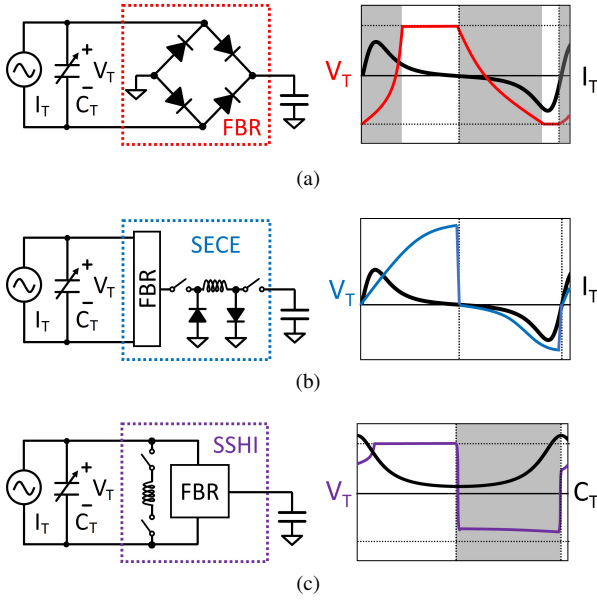 +
V_T
−
I_T
C_T
FBR
V_T
I_T
(a)
SECE
FBR
+
V_T
−
I_T
C_T
V_T
I_T
(b)
SSHI
FBR
+
V_T
−
I_T
C_T
V_T
C_T
(c)